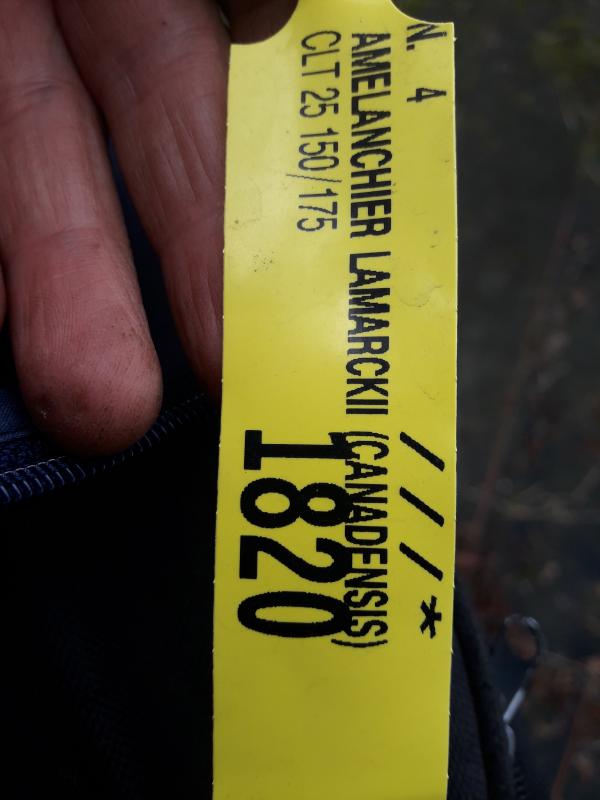 N. 4
AMELANCHIER LAMARCKII (CANADENSIS)
CLT 25 150/175
///*
1820